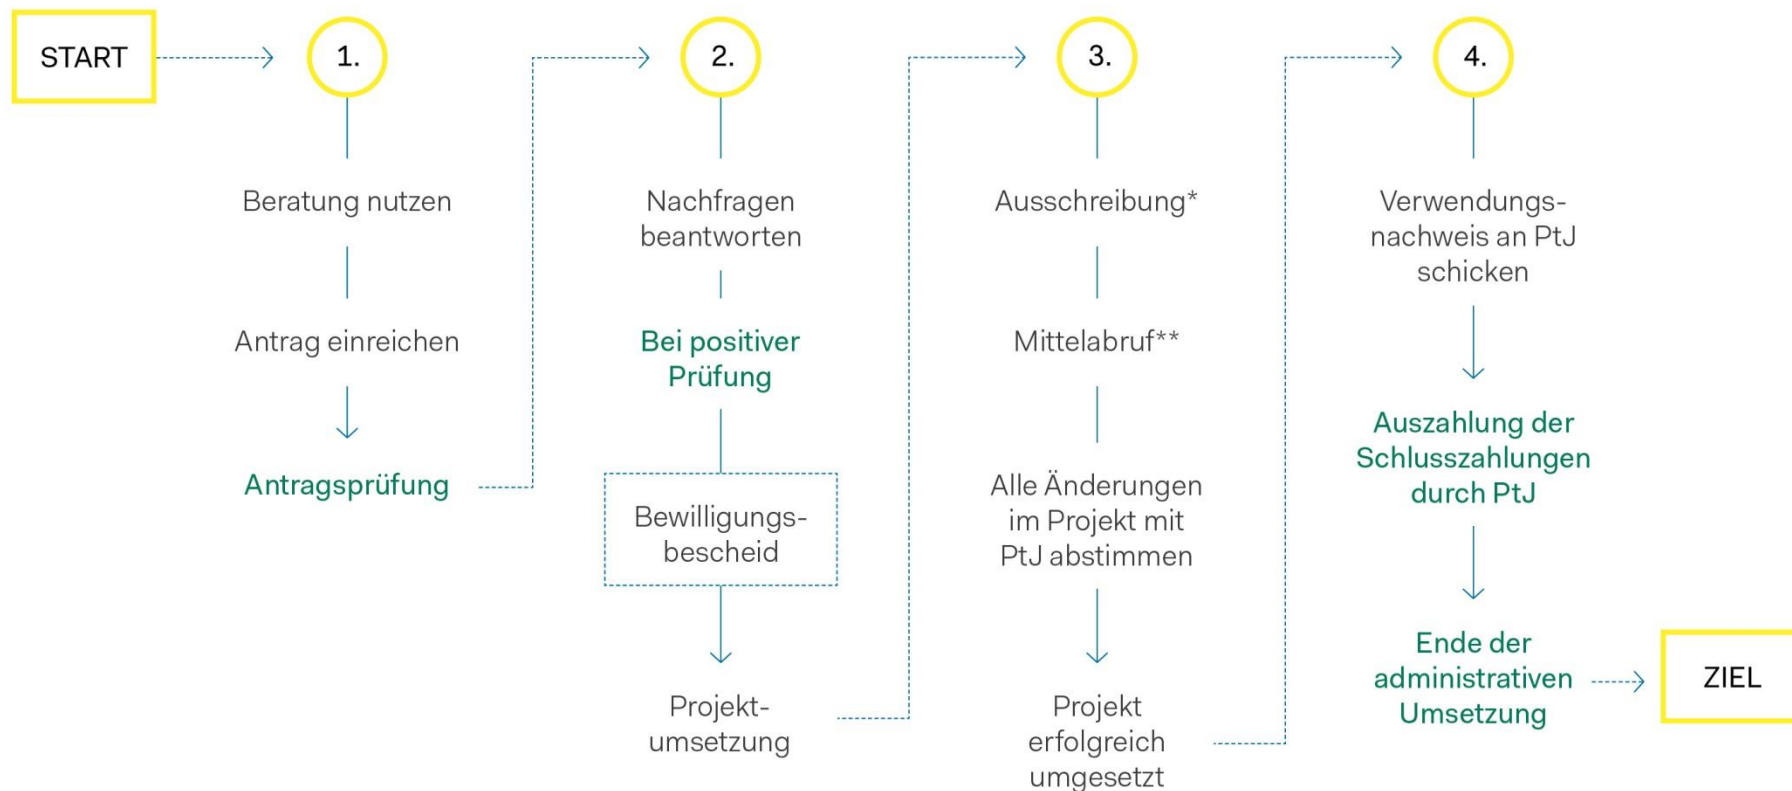 START
1.
Beratung nutzen
Antrag einreichen
Antragsprüfung
2.
Nachfragen
beantworten
Bei positiver
Prüfung
Bewilligungs-
bescheid
Projekt-
umsetzung
3.
Ausschreibung*
Mittelabruf**
Alle Änderungen
im Projekt mit
PtJ abstimmen
Projekt
erfolgreich
umgesetzt
4.
Verwendungs-
nachweis an PtJ
schicken
Auszahlung der
Schlusszahlungen
durch PtJ
Ende der
administrativen
Umsetzung
ZIEL